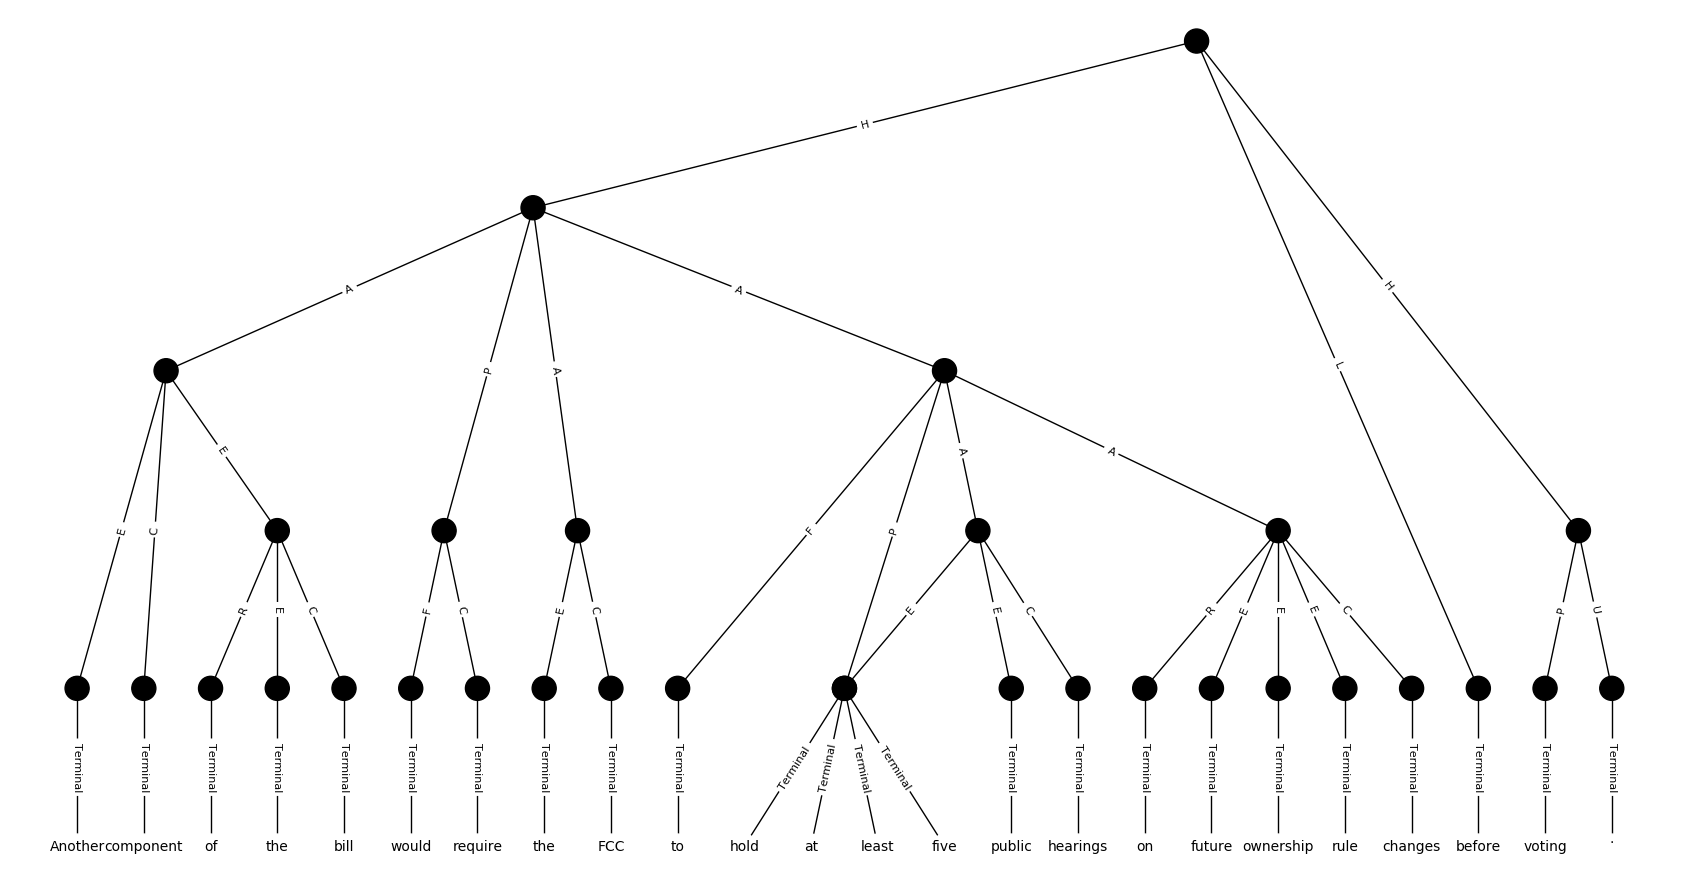 H
A P A A L H
E C E F P A A
R E C F C E C E E C R E E E C P U
Terminal Terminal Terminal Terminal Terminal Terminal Terminal Terminal Terminal Terminal Terminal Terminal Terminal Terminal Terminal Terminal Terminal Terminal Terminal Terminal Terminal Terminal Terminal Terminal
Another component of the bill would require the FCC to hold at least five public hearings on future ownership rule changes before voting .